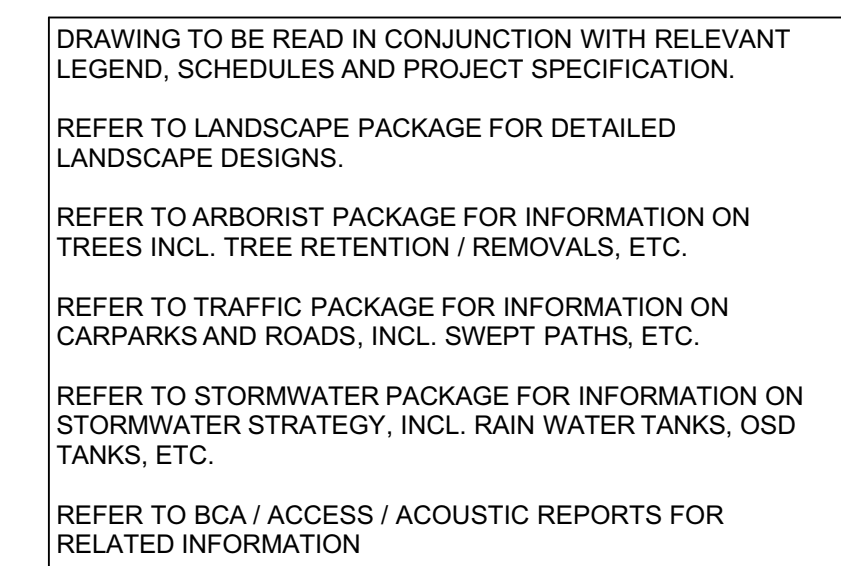 DRAWING TO BE READ IN CONJUNCTION WITH RELEVANT
LEGEND, SCHEDULES AND PROJECT SPECIFICATION.
REFER TO LANDSCAPE PACKAGE FOR DETAILED
LANDSCAPE DESIGNS.
REFER TO ARBORIST PACKAGE FOR INFORMATION ON
TREES INCL. TREE RETENTION / REMOVALS, ETC.
REFER TO TRAFFIC PACKAGE FOR INFORMATION ON
CARPARKS AND ROADS, INCL. SWEPT PATHS, ETC.
REFER TO STORMWATER PACKAGE FOR INFORMATION ON
STORMWATER STRATEGY, INCL. RAIN WATER TANKS, OSD
TANKS, ETC.
REFER TO BCA / ACCESS / ACOUSTIC REPORTS FOR
RELATED INFORMATION